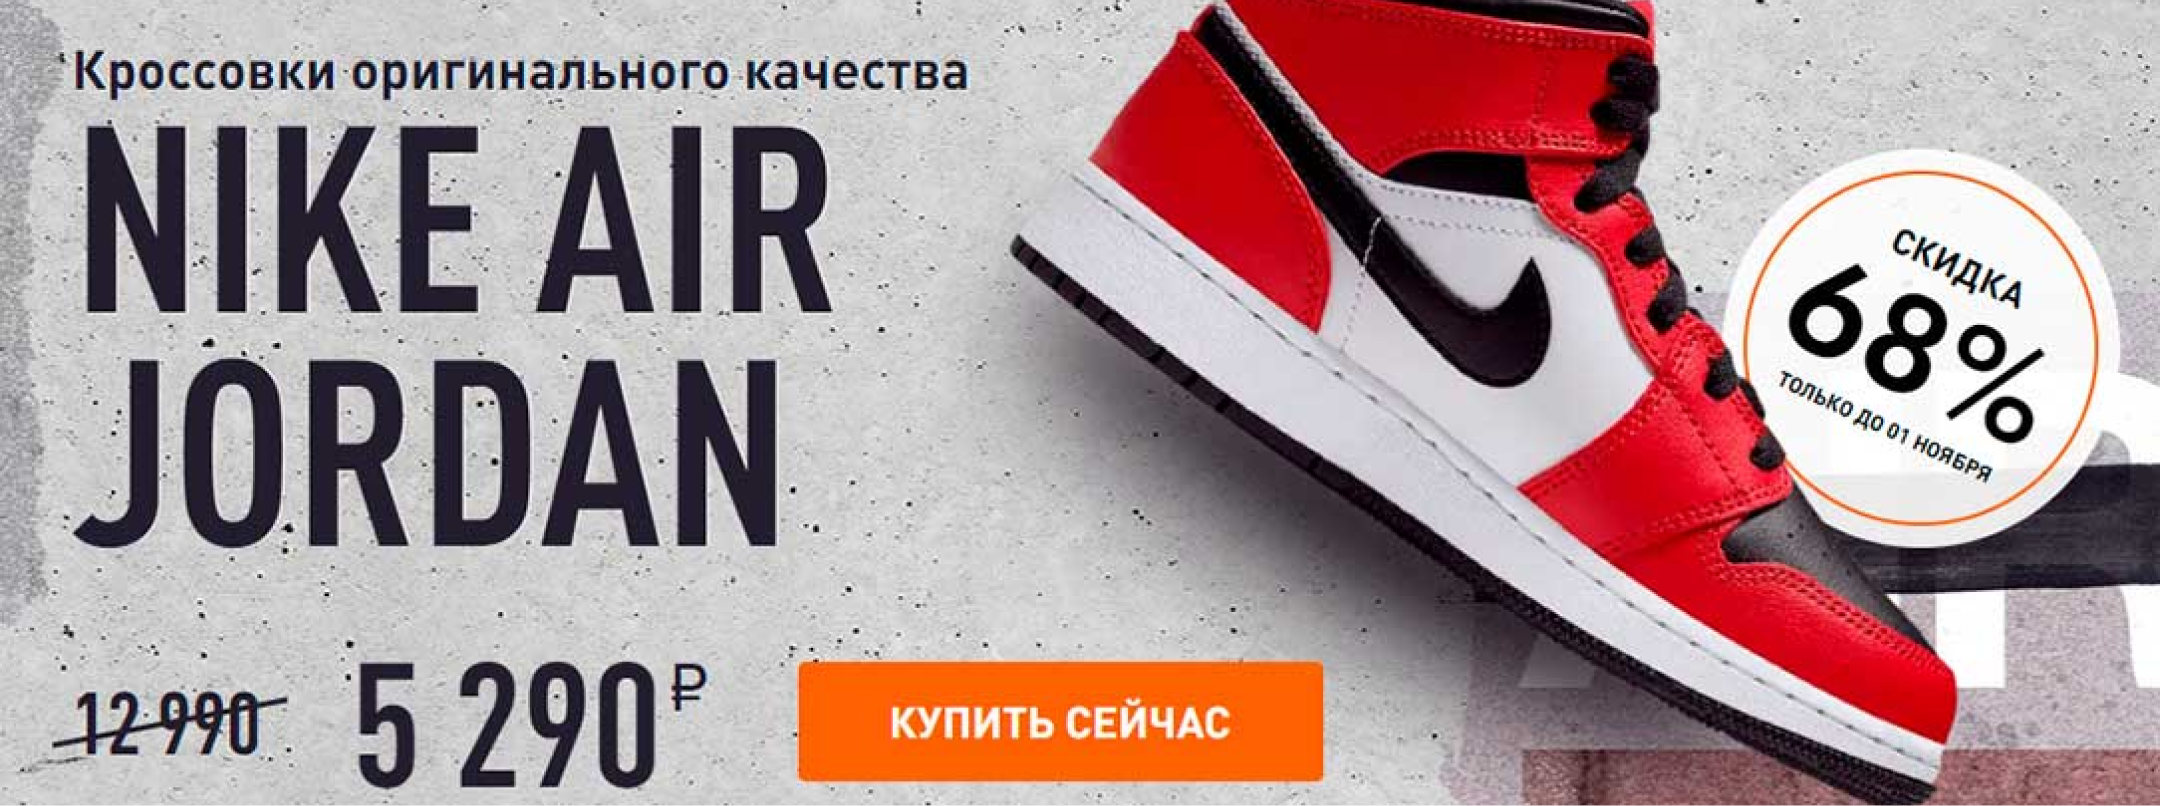 Кроссовки оригинального качества
NIKE AIR
JORDAN
12 990 5 290 ₽
КУПИТЬ СЕЙЧАС
СКИДКА
68%
ТОЛЬКО ДО 01 НОЯБРЯ